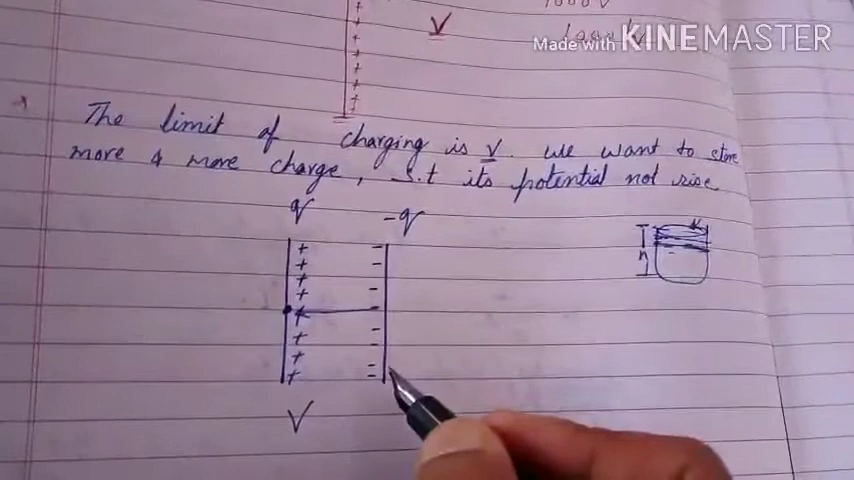 1000 V
V
Made with KINEMASTER
The limit of charging is V. We want to store
more & more charge, s.t its potential not rise
q -q
V